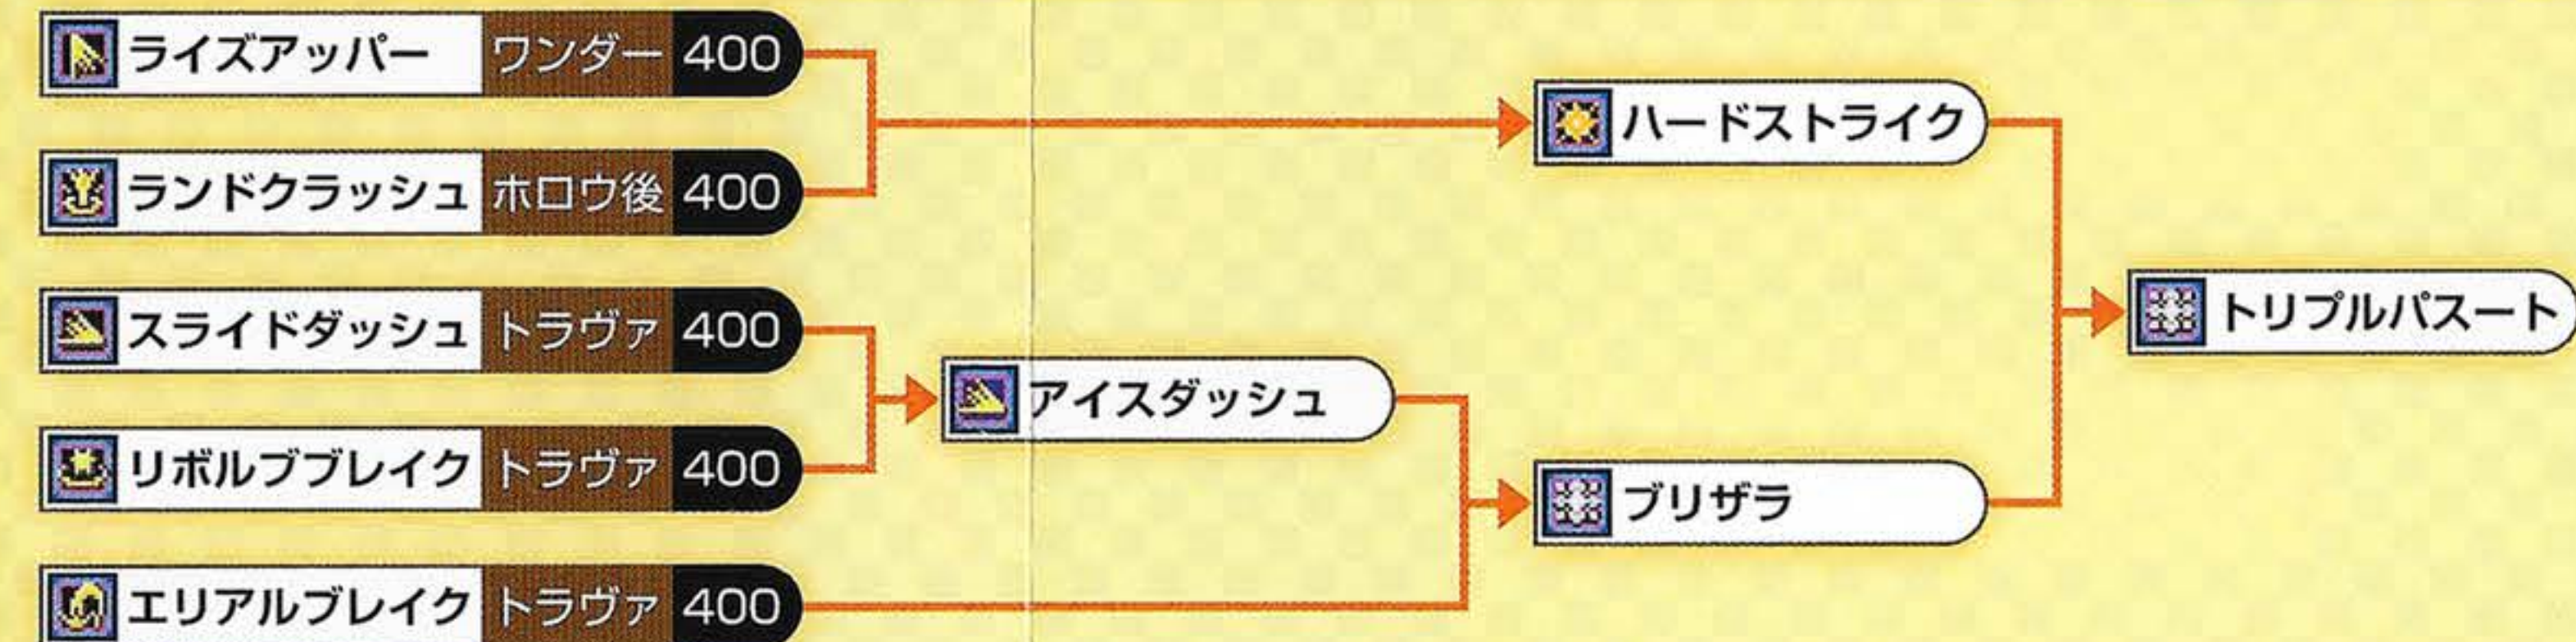 ライズアッパー ワンダー 400
ランドクラッシュ ホロウ後 400
スライドダッシュ トラヴァ 400
リボルブブレイク トラヴァ 400
エリアルブレイク トラヴァ 400
アイスダッシュ
ハードストライク
ブリザラ
トリプルパスート